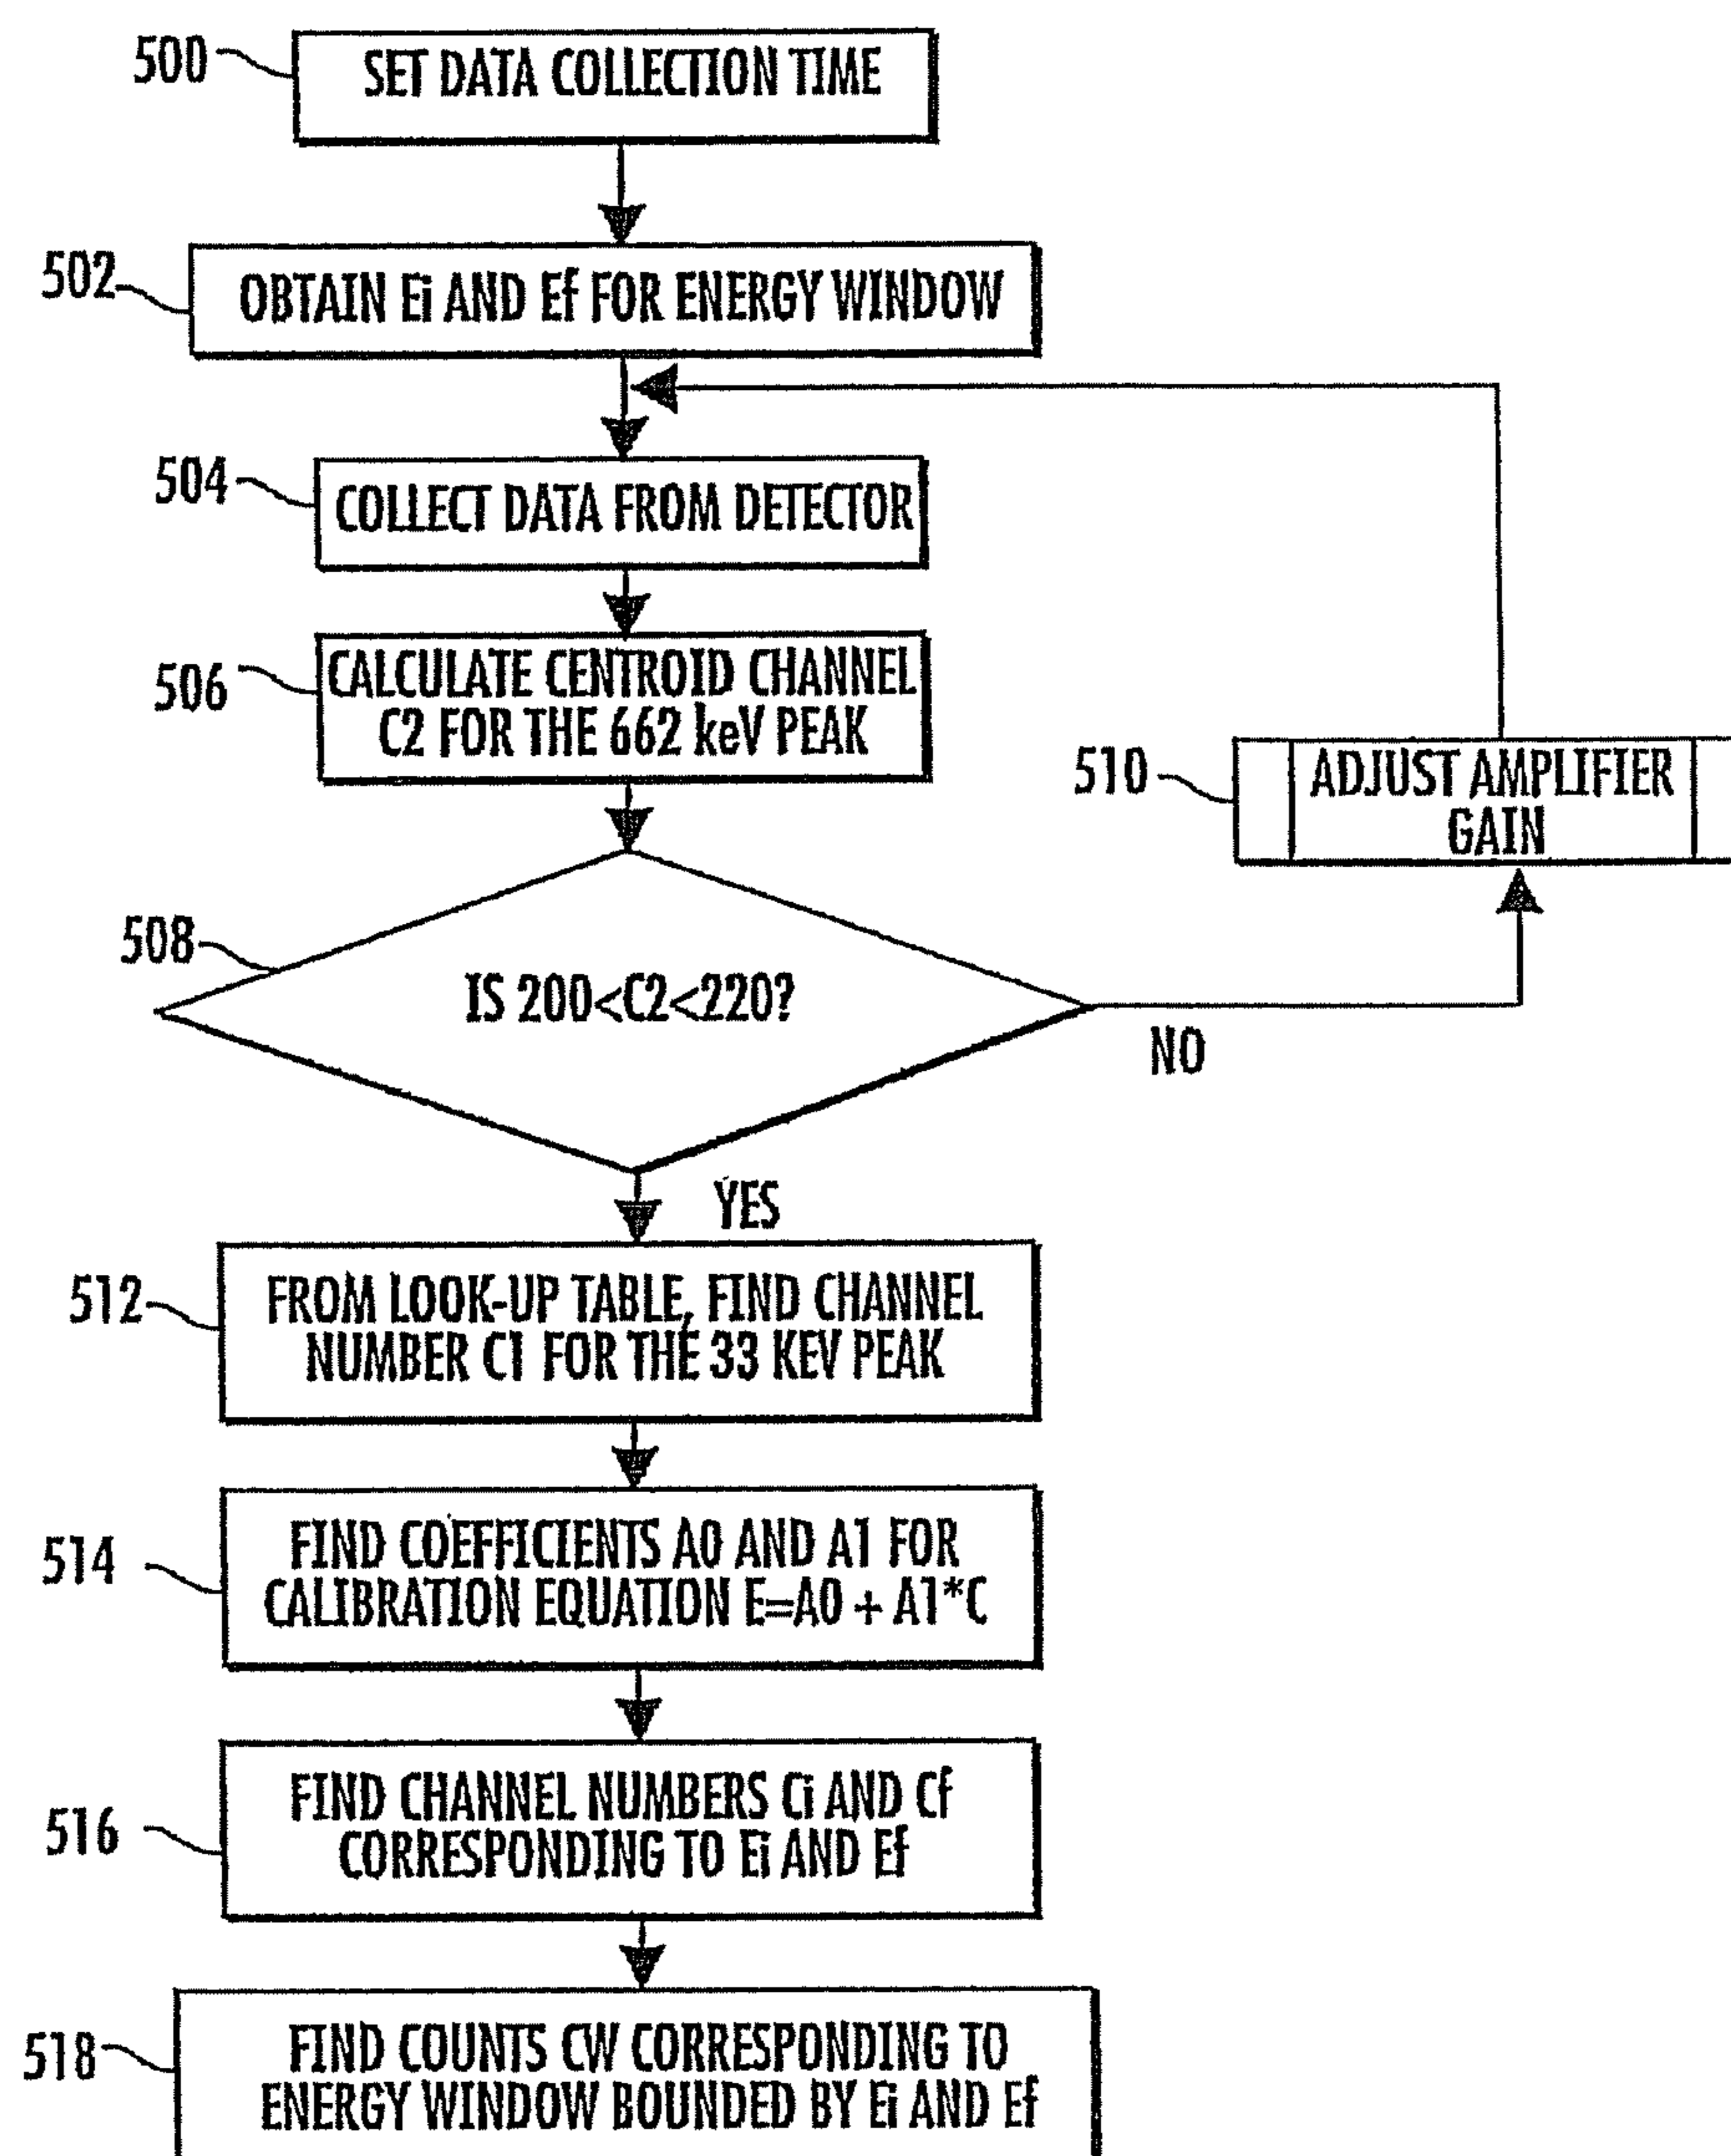 500
SET DATA COLLECTION TIME
502
OBTAIN Ei AND Ef FOR ENERGY WINDOW
504
COLLECT DATA FROM DETECTOR
506
CALCULATE CENTROID CHANNEL
C2 FOR THE 662 keV PEAK
510
ADJUST AMPLIFIER
GAIN
508
IS 200<C2<220?
NO
YES
512
FROM LOOK-UP TABLE, FIND CHANNEL
NUMBER C1 FOR THE 33 KEV PEAK
514
FIND COEFFICIENTS A0 AND A1 FOR
CALIBRATION EQUATION E=A0 + A1*C
516
FIND CHANNEL NUMBERS Ci AND Cf
CORRESPONDING TO Ei AND Ef
518
FIND COUNTS CW CORRESPONDING TO
ENERGY WINDOW BOUNDED BY Ei AND Ef